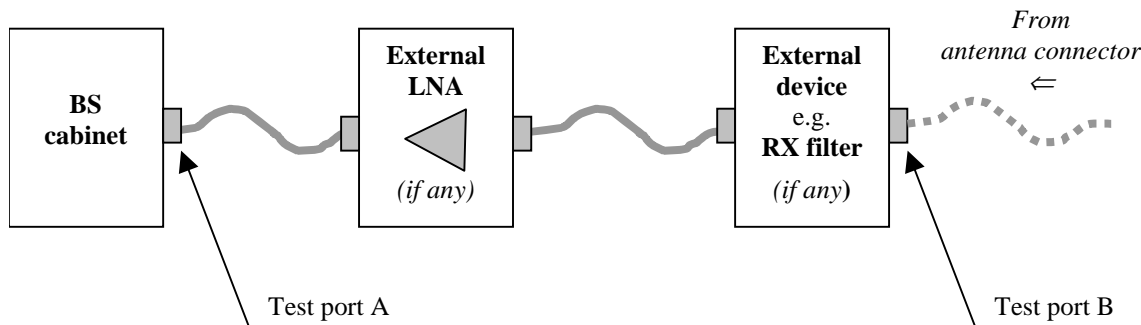 BS
cabinet
External
LNA
(if any)
External
device
e.g.
RX filter
(if any)
From
antenna connector
⇐
Test port A
Test port B